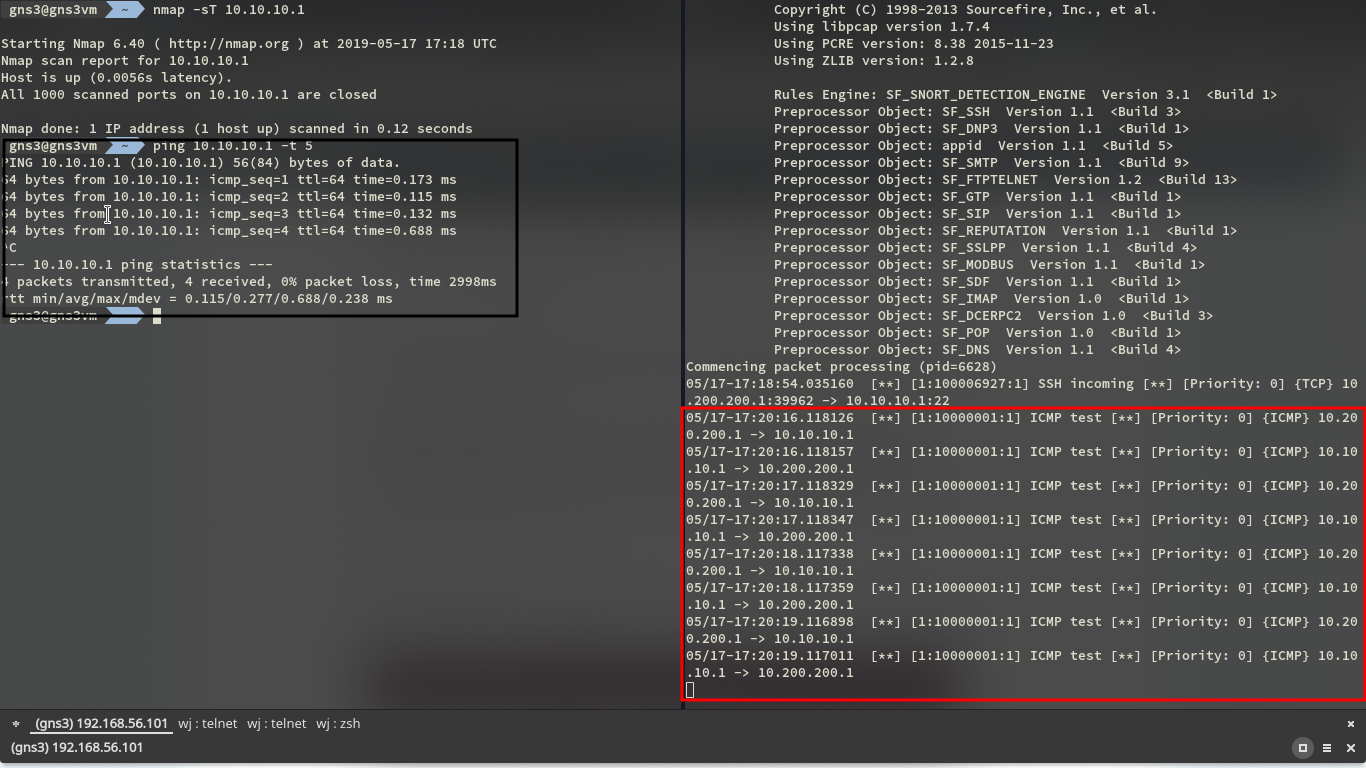 gns3@gns3vm ~ nmap -sT 10.10.10.1
Starting Nmap 6.40 ( http://nmap.org ) at 2019-05-17 17:18 UTC
Nmap scan report for 10.10.10.1
Host is up (0.0056s latency).
All 1000 scanned ports on 10.10.10.1 are closed
Nmap done: 1 IP address (1 host up) scanned in 0.12 seconds
gns3@gns3vm ~ ping 10.10.10.1 -t 5
PING 10.10.10.1 (10.10.10.1) 56(84) bytes of data.
64 bytes from 10.10.10.1: icmp_seq=1 ttl=64 time=0.173 ms
64 bytes from 10.10.10.1: icmp_seq=2 ttl=64 time=0.115 ms
64 bytes from 10.10.10.1: icmp_seq=3 ttl=64 time=0.132 ms
64 bytes from 10.10.10.1: icmp_seq=4 ttl=64 time=0.688 ms
^C
--- 10.10.10.1 ping statistics ---
4 packets transmitted, 4 received, 0% packet loss, time 2998ms
rtt min/avg/max/mdev = 0.115/0.277/0.688/0.238 ms
gns3@gns3vm ~
Copyright (C) 1998-2013 Sourcefire, Inc., et al.
Using libpcap version 1.7.4
Using PCRE version: 8.38 2015-11-23
Using ZLIB version: 1.2.8
Rules Engine: SF_SNORT_DETECTION_ENGINE Version 3.1 <Build 1>
Preprocessor Object: SF_SSH Version 1.1 <Build 3>
Preprocessor Object: SF_DNP3 Version 1.1 <Build 1>
Preprocessor Object: appid Version 1.1 <Build 5>
Preprocessor Object: SF_SMTP Version 1.1 <Build 9>
Preprocessor Object: SF_FTPTELNET Version 1.2 <Build 13>
Preprocessor Object: SF_GTP Version 1.1 <Build 1>
Preprocessor Object: SF_SIP Version 1.1 <Build 1>
Preprocessor Object: SF_REPUTATION Version 1.1 <Build 1>
Preprocessor Object: SF_SSLPP Version 1.1 <Build 4>
Preprocessor Object: SF_MODBUS Version 1.1 <Build 1>
Preprocessor Object: SF_SDF Version 1.1 <Build 1>
Preprocessor Object: SF_IMAP Version 1.0 <Build 1>
Preprocessor Object: SF_DCERPC2 Version 1.0 <Build 3>
Preprocessor Object: SF_POP Version 1.0 <Build 1>
Preprocessor Object: SF_DNS Version 1.1 <Build 4>
Commencing packet processing (pid=6628)
05/17-17:18:54.035160 [**] [1:100006927:1] SSH incoming [**] [Priority: 0] {TCP} 10
.200.200.1:39962 -> 10.10.10.1:22
05/17-17:20:16.118126 [**] [1:10000001:1] ICMP test [**] [Priority: 0] {ICMP} 10.20
0.200.1 -> 10.10.10.1
05/17-17:20:16.118157 [**] [1:10000001:1] ICMP test [**] [Priority: 0] {ICMP} 10.10
.10.1 -> 10.200.200.1
05/17-17:20:17.118329 [**] [1:10000001:1] ICMP test [**] [Priority: 0] {ICMP} 10.20
0.200.1 -> 10.10.10.1
05/17-17:20:17.118347 [**] [1:10000001:1] ICMP test [**] [Priority: 0] {ICMP} 10.10
.10.1 -> 10.200.200.1
05/17-17:20:18.117338 [**] [1:10000001:1] ICMP test [**] [Priority: 0] {ICMP} 10.20
0.200.1 -> 10.10.10.1
05/17-17:20:18.117359 [**] [1:10000001:1] ICMP test [**] [Priority: 0] {ICMP} 10.10
.10.1 -> 10.200.200.1
05/17-17:20:19.116898 [**] [1:10000001:1] ICMP test [**] [Priority: 0] {ICMP} 10.20
0.200.1 -> 10.10.10.1
05/17-17:20:19.117011 [**] [1:10000001:1] ICMP test [**] [Priority: 0] {ICMP} 10.10
.10.1 -> 10.200.200.1
(gns3) 192.168.56.101 wj : telnet wj : telnet wj : zsh
(gns3) 192.168.56.101